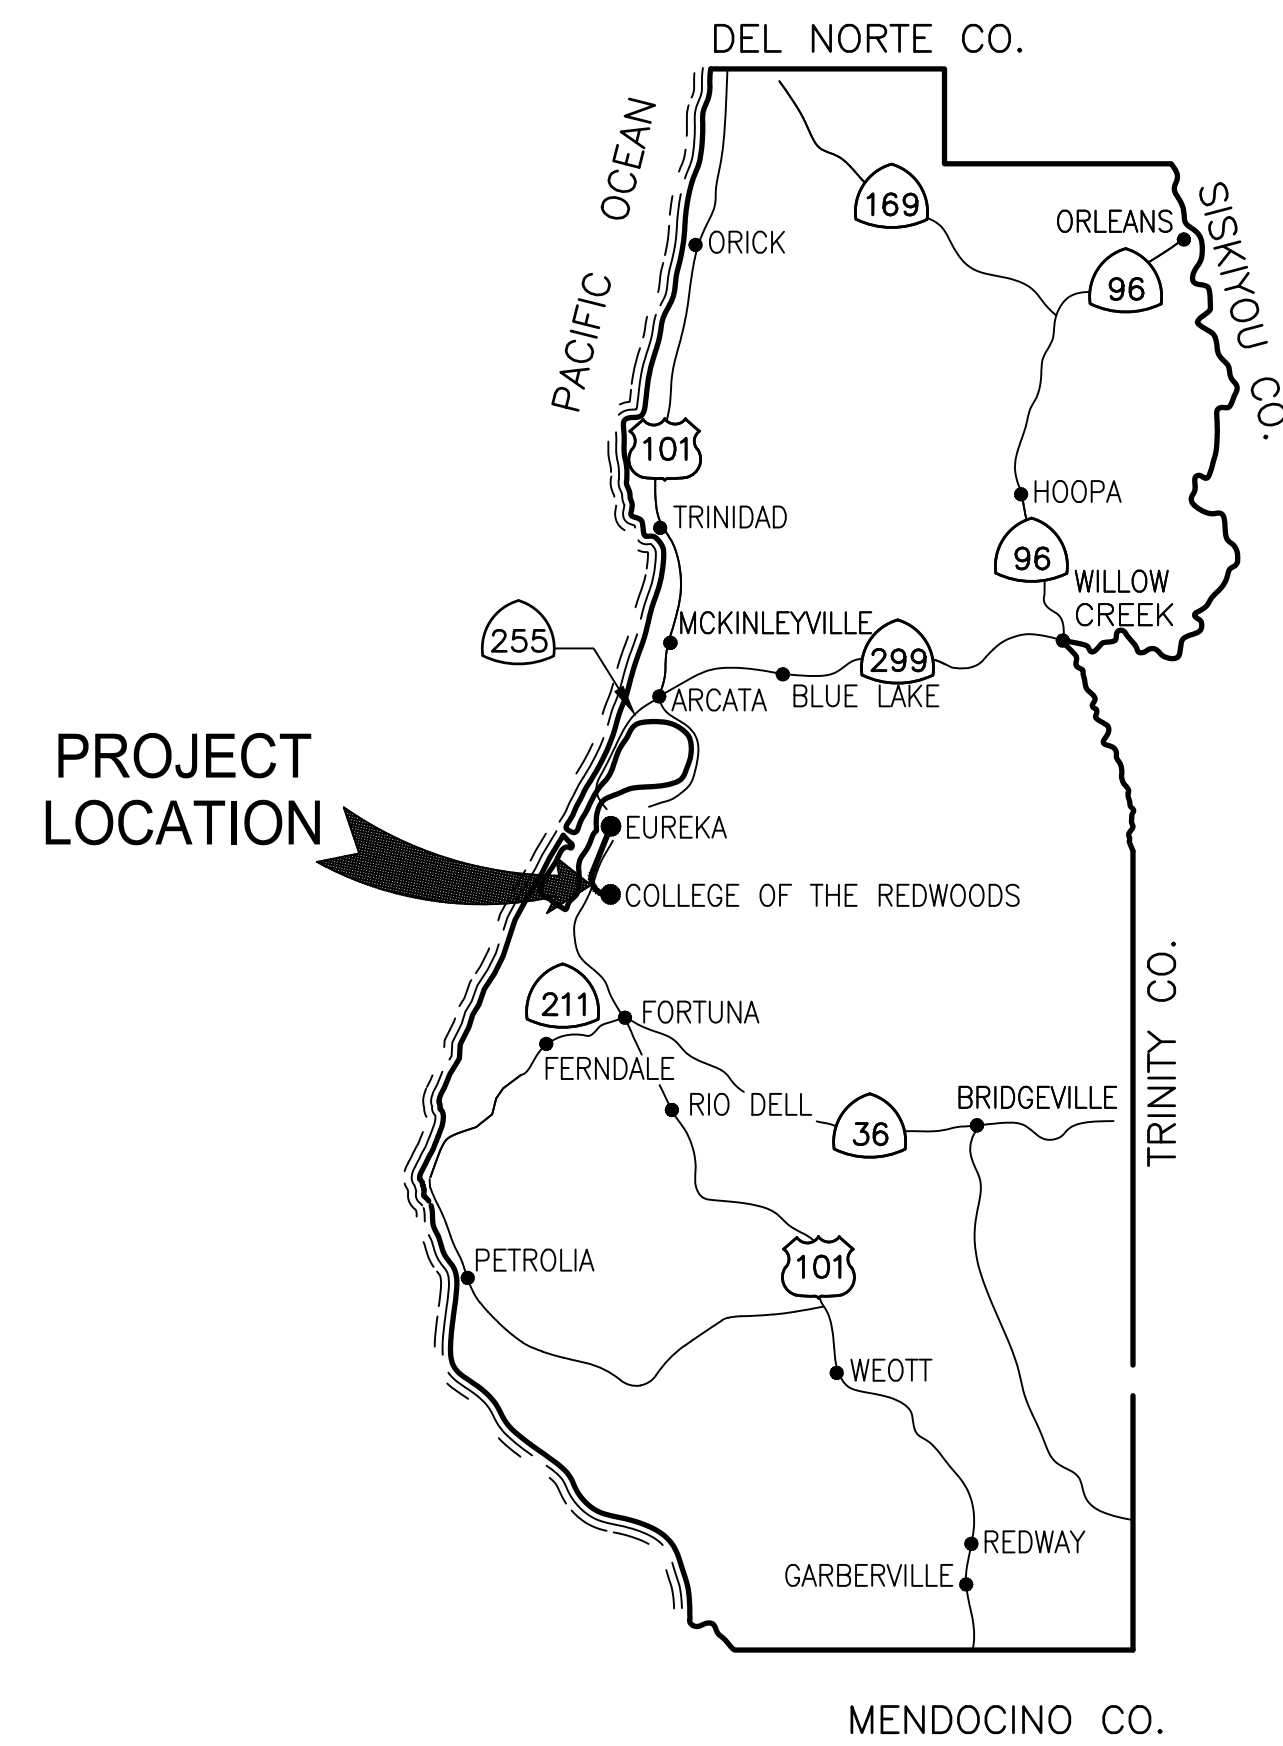 DEL NORTE CO.
PACIFIC OCEAN
169
ORLEANS
SISKIYOU CO.
ORICK
96
101
HOOPA
TRINIDAD
96
WILLOW
CREEK
255
MCKINLEYVILLE
299
ARCATA
BLUE LAKE
PROJECT
LOCATION
EUREKA
COLLEGE OF THE REDWOODS
TRINITY CO.
211
FORTUNA
FERNDALE
RIO DELL
BRIDGEVILLE
36
PETROLIA
101
WEOTT
REDWAY
GARBERVILLE
MENDOCINO CO.